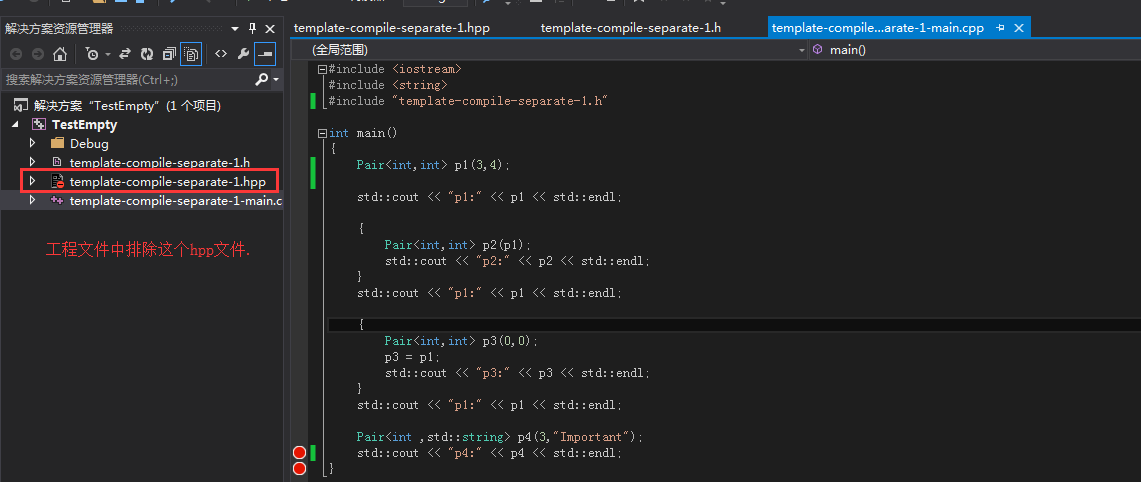 解决方案资源管理器
搜索解决方案资源管理器(Ctrl+;)
解决方案 “TestEmpty” (1 个项目)
TestEmpty
Debug
template-compile-separate-1.h
template-compile-separate-1.hpp
template-compile-separate-1-main.c
工程文件中排除这个hpp文件.
template-compile-separate-1.hpp
template-compile-separate-1.h
template-compile...arate-1-main.cpp
(全局范围)
main()
#include <iostream>
#include <string>
#include "template-compile-separate-1.h"
int main()
{
Pair<int,int> p1(3,4);
std::cout << "p1:" << p1 << std::endl;
{
Pair<int,int> p2(p1);
std::cout << "p2:" << p2 << std::endl;
}
std::cout << "p1:" << p1 << std::endl;
{
Pair<int,int> p3(0,0);
p3 = p1;
std::cout << "p3:" << p3 << std::endl;
}
std::cout << "p1:" << p1 << std::endl;
Pair<int ,std::string> p4(3,"Important");
std::cout << "p4:" << p4 << std::endl;
}